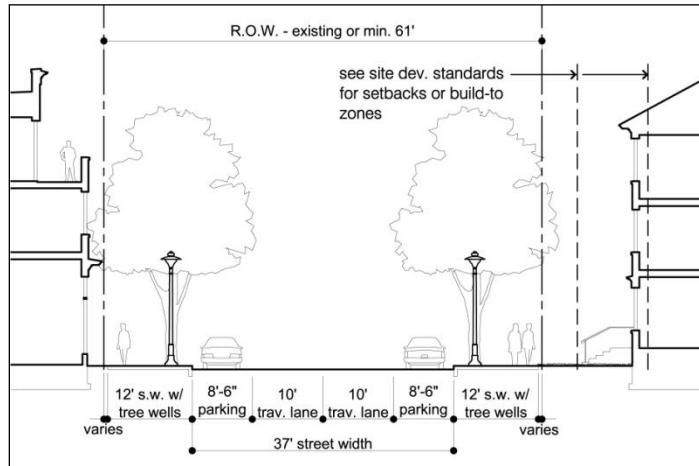 R.O.W. - existing or min. 61'
see site dev. standards
for setbacks or build-to
zones
12' s.w. w/
tree wells
8'-6"
parking
10'
trav. lane
10'
trav. lane
8'-6"
parking
12' s.w. w/
tree wells
varies
varies
37' street width